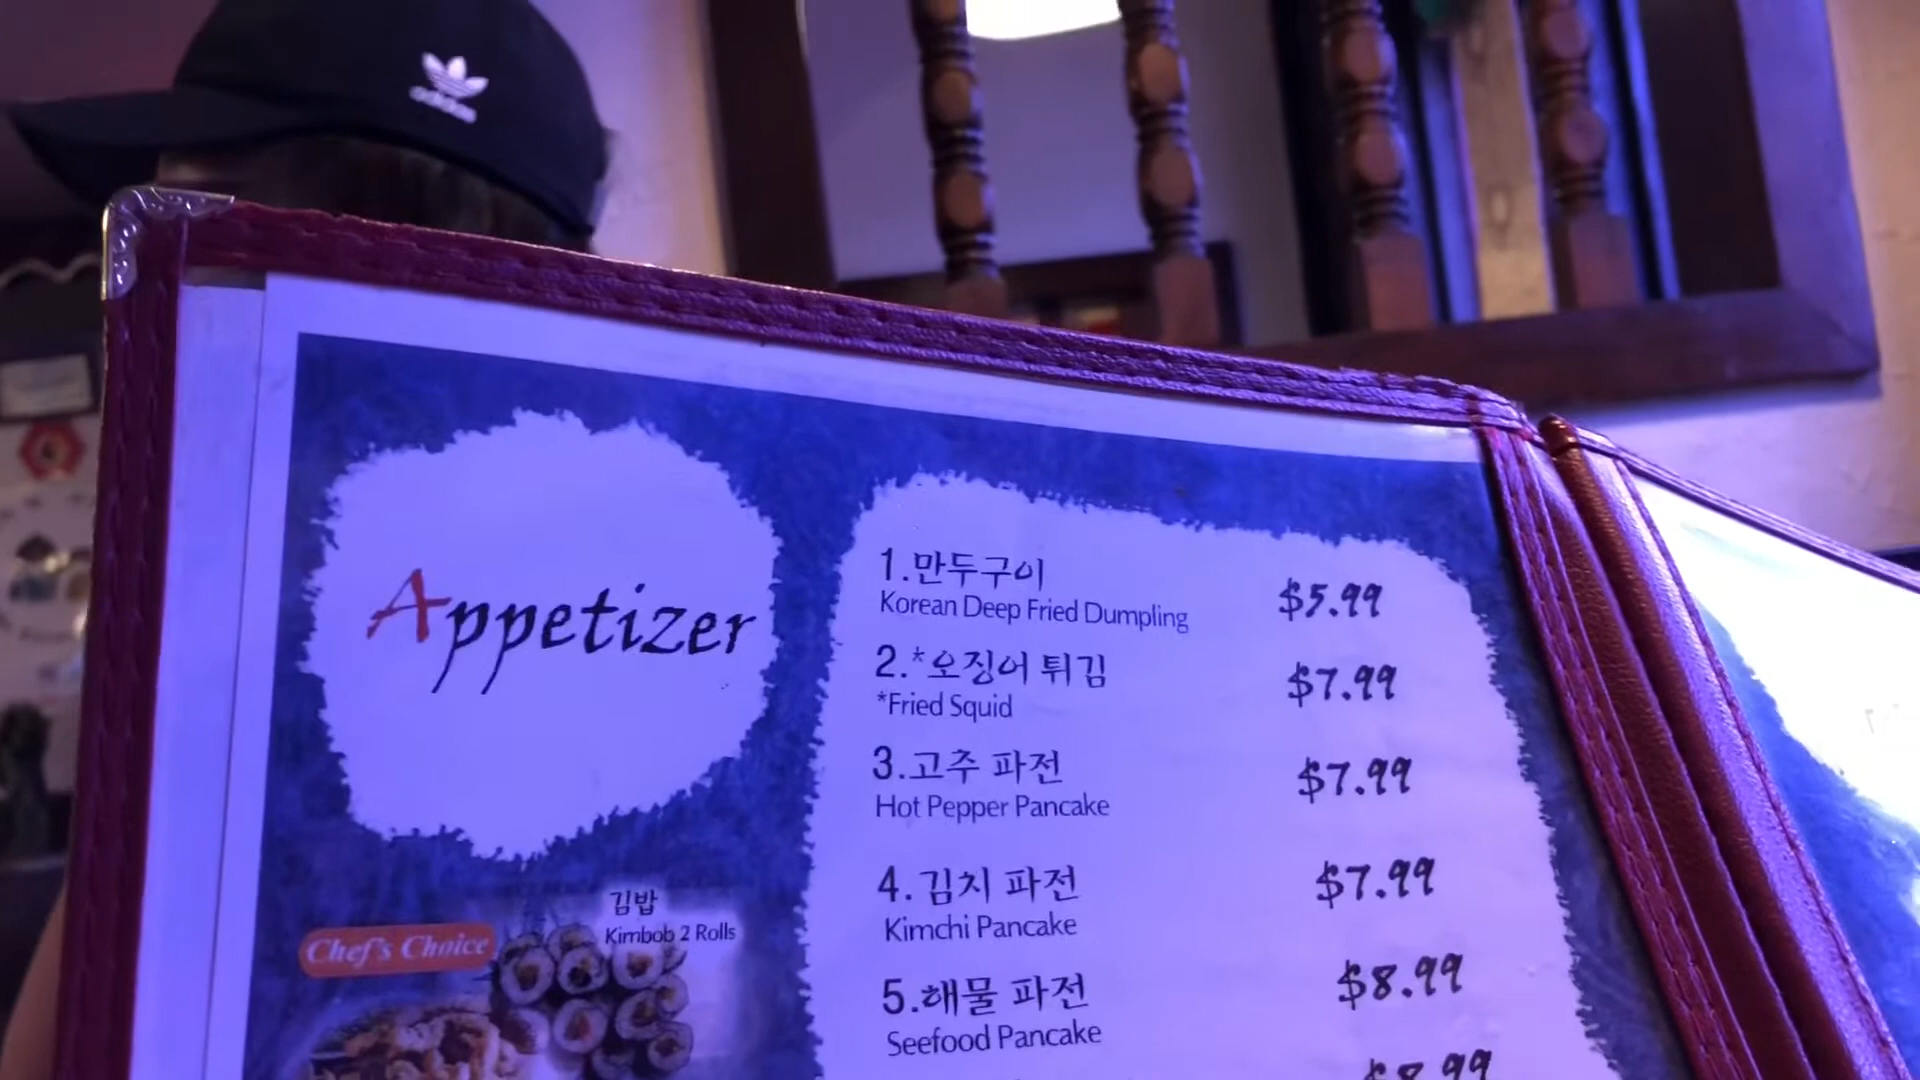 adidas
Appetizer
1.만두구이
Korean Deep Fried Dumpling
$5.99
2.*오징어 튀김
*Fried Squid
$7.99
3.고추 파전
Hot Pepper Pancake
$7.99
4.김치 파전
Kimchi Pancake
$7.99
5.해물 파전
Seefood Pancake
$8.99
$8.99
Chef's Choice
김밥
Kimbob 2 Rolls